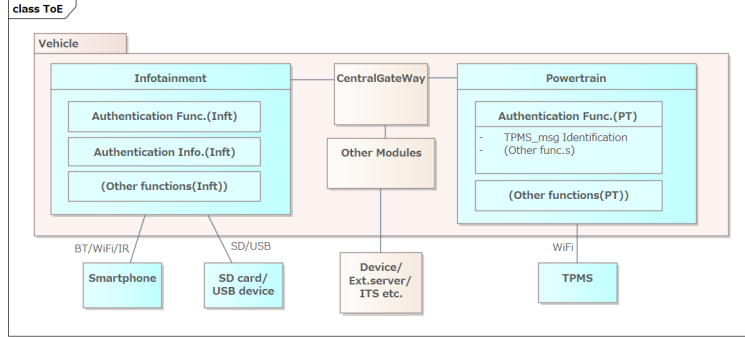 class ToE
Vehicle
Infotainment
CentralGateWay
Powertrain
Authentication Func.(Inft)
Authentication Info.(Inft)
(Other functions(Inft))
Other Modules
Authentication Func.(PT)
- TPMS_msg Identification
- (Other func.s)
(Other functions(PT))
BT/WiFi/IR
SD/USB
WiFi
Smartphone
SD card/
USB device
Device/
Ext.server/
ITS etc.
TPMS